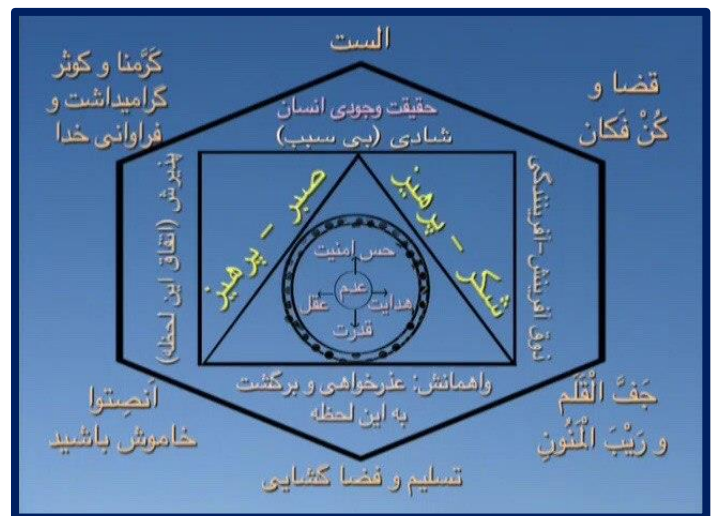 الست
کَرَّمنا و کوثر
گرامیداشت و
فراوانی خدا
قضا و
کُنْ فَکان
حقیقت وجودی انسان
شادی (بی سبب)
پذیرش (اتفاق این لحظه)
صبر - پرهیز
شکر - پرهیز
ذوق آفرینش-آفرینندگی
حس امنیت
عقل
عدم
هدایت
قدرت
واهمانش: عذرخواهی و برگشت
به این لحظه
اَنصِتوا
خاموش باشید
جَفَّ الْقَلَم
و رَیْبَ الْمَنُونِ
تسلیم و فضا گشایی